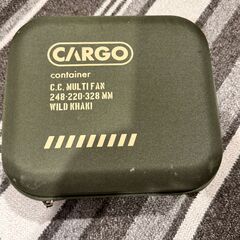 CARGO
container
C.C. MULTI FAN
248·220·328 MM
WILD KHAKI